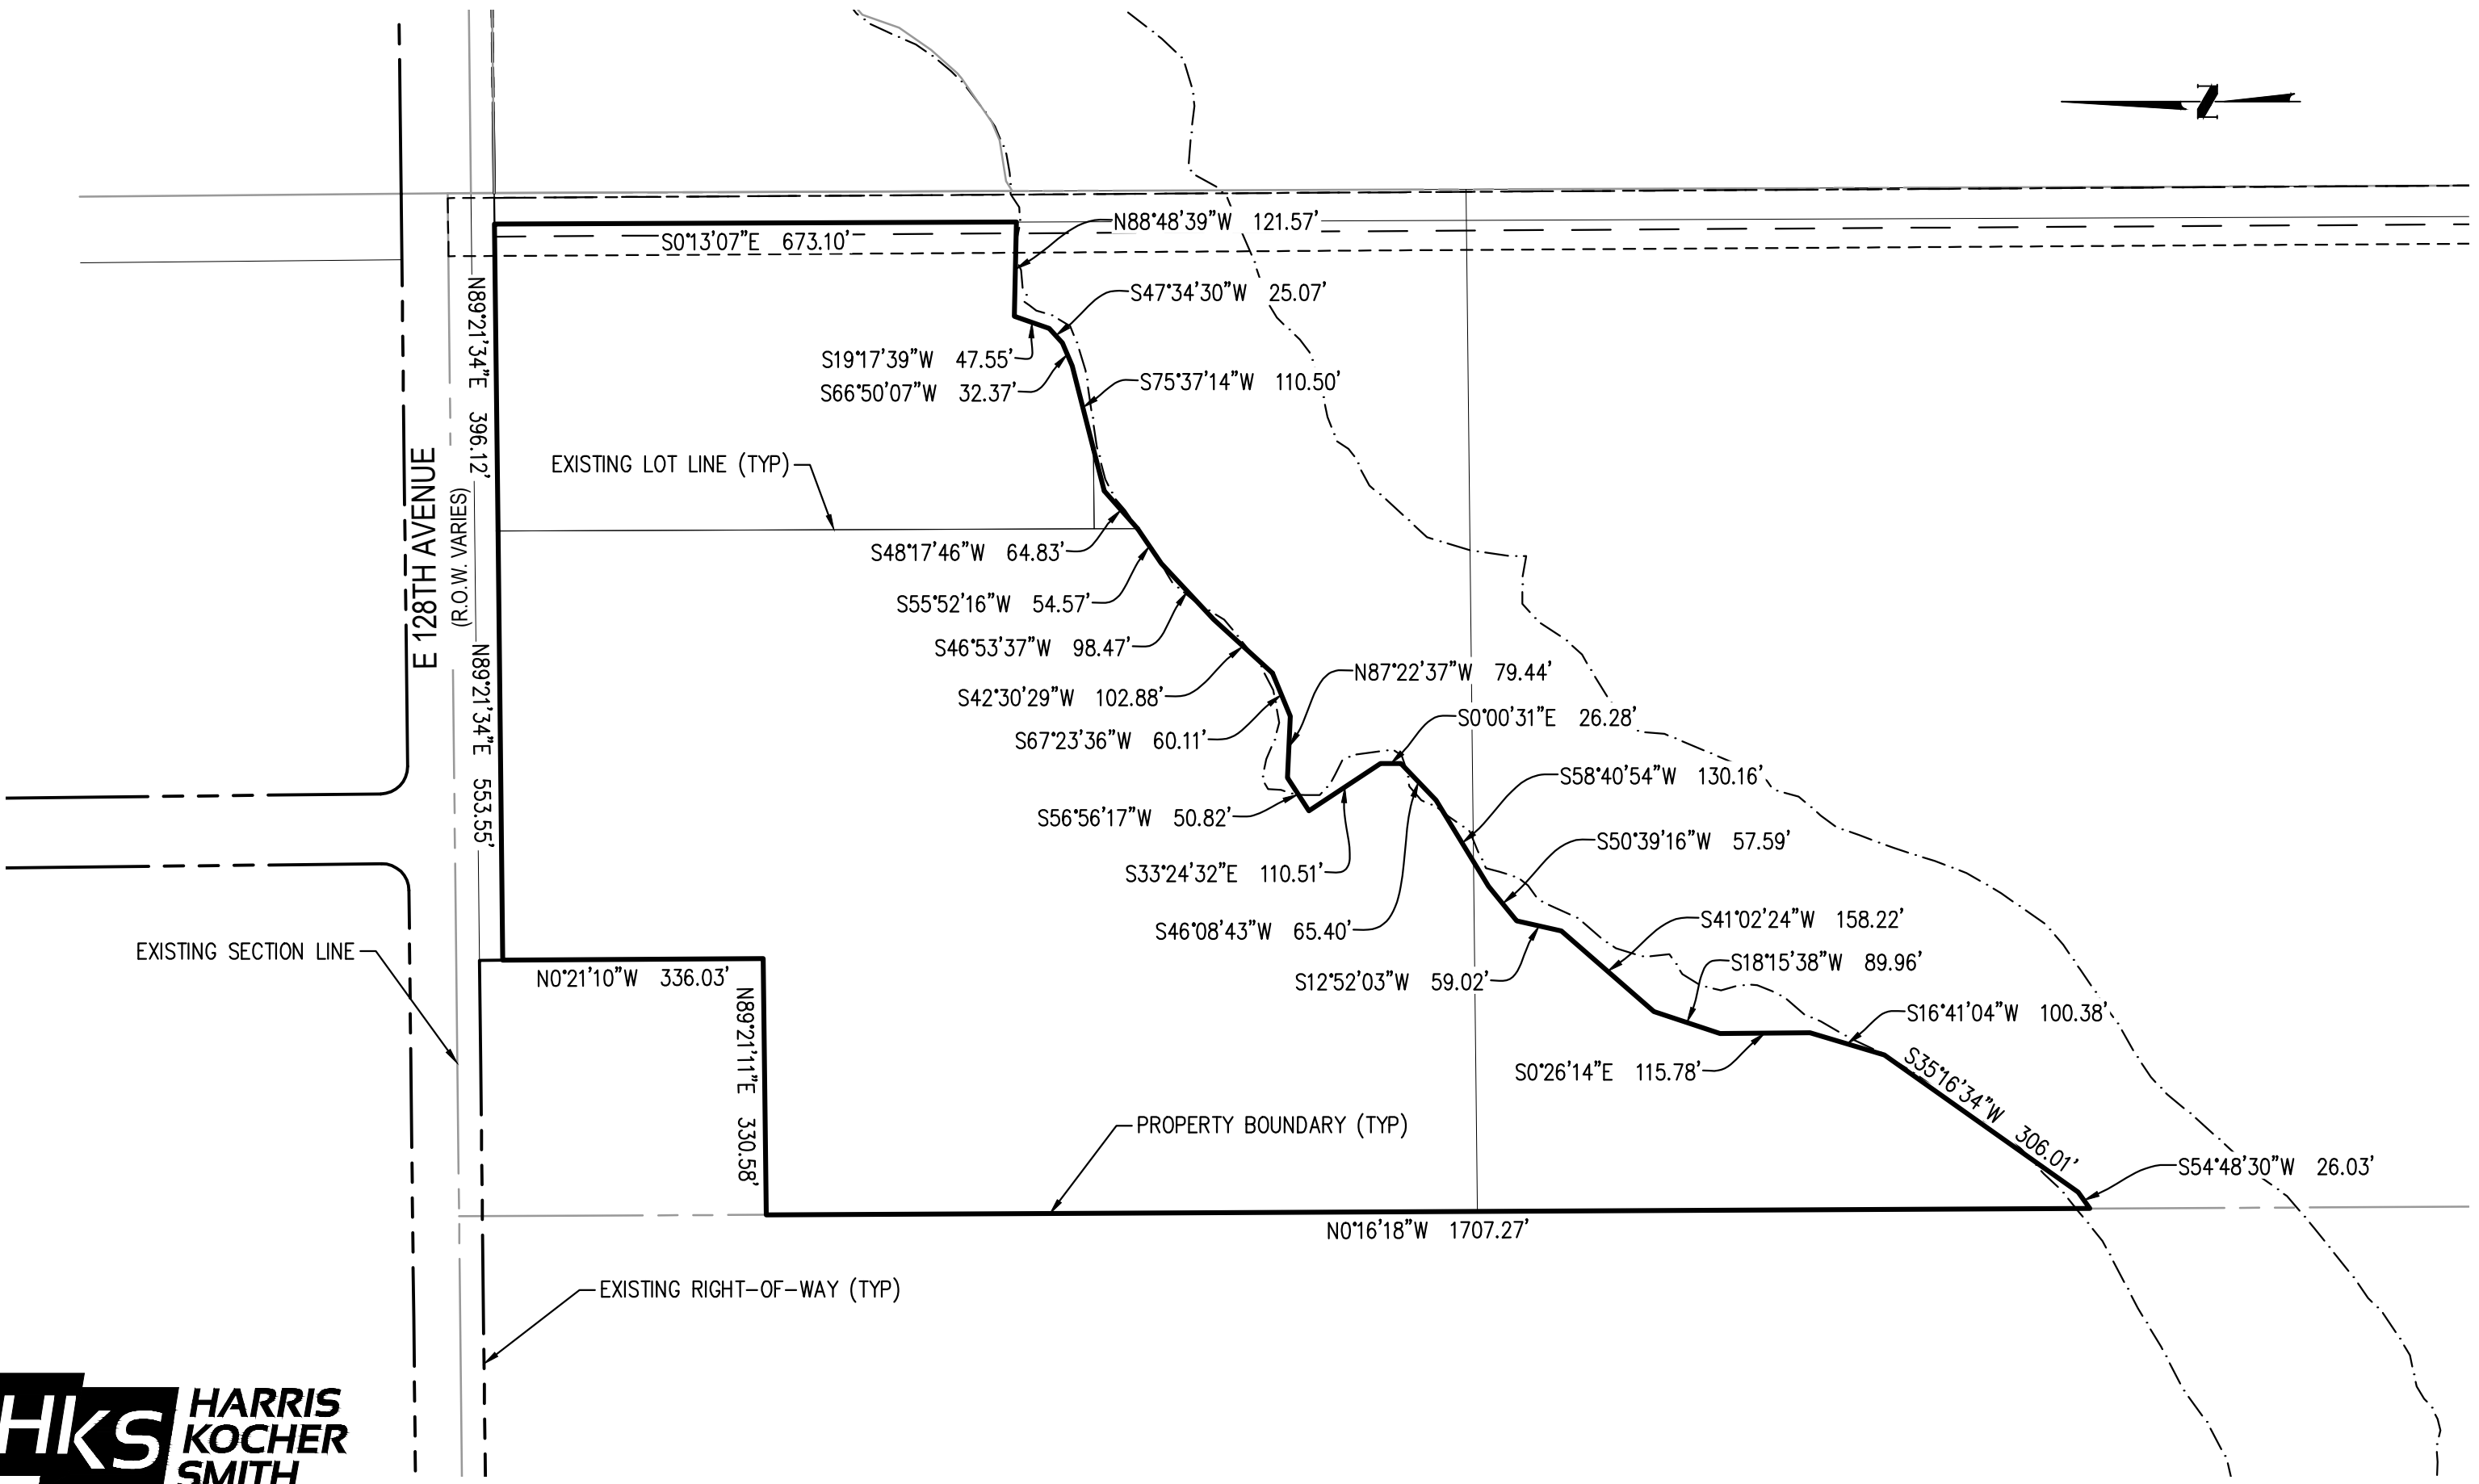 N
N88°48'39"W 121.57'
S0°13'07"E 673.10'
S47°34'30"W 25.07'
S19°17'39"W 47.55'
S66°50'07"W 32.37'
S75°37'14"W 110.50'
N89°21'34"E 396.12'
EXISTING LOT LINE (TYP)
E 128TH AVENUE
(R.O.W. VARIES)
S48°17'46"W 64.83'
S55°52'16"W 54.57'
S46°53'37"W 98.47'
N87°22'37"W 79.44'
S42°30'29"W 102.88'
S0°00'31"E 26.28'
S67°23'36"W 60.11'
N89°21'34"E 553.55'
S58°40'54"W 130.16'
S56°56'17"W 50.82'
S50°39'16"W 57.59'
S33°24'32"E 110.51'
S41°02'24"W 158.22'
S46°08'43"W 65.40'
EXISTING SECTION LINE
S18°15'38"W 89.96'
N0°21'10"W 336.03'
S12°52'03"W 59.02'
S16°41'04"W 100.38'
N89°21'11"E 330.58'
S0°26'14"E 115.78'
S35°16'34"W 306.01'
PROPERTY BOUNDARY (TYP)
S54°48'30"W 26.03'
N0°16'18"W 1707.27'
EXISTING RIGHT-OF-WAY (TYP)
HKS
HARRIS
KOCHER
SMITH